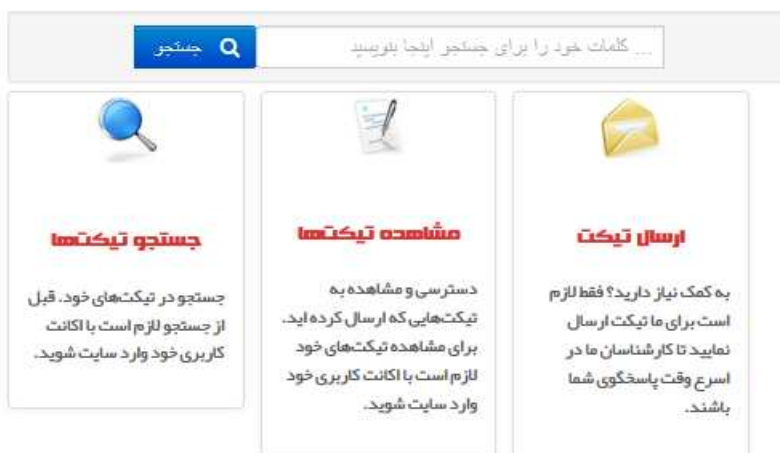 کلمات خود را برای جستجو اینجا بنویسید ...
جستجو
ارسال تیکت
به کمک نیاز دارید؟ فقط لازم
است برای ما تیکت ارسال
نمایید تا کارشناسان ما در
اسرع وقت پاسخگوی شما
باشند.
مشاهده تیکت‌ها
دسترسی و مشاهده به
تیکت‌هایی که ارسال کرده اید.
برای مشاهده تیکت‌های خود
لازم است با اکانت کاربری خود
وارد سایت شوید.
جستجو تیکت‌ها
جستجو در تیکت‌های خود. قبل
از جستجو لازم است با اکانت
کاربری خود وارد سایت شوید.